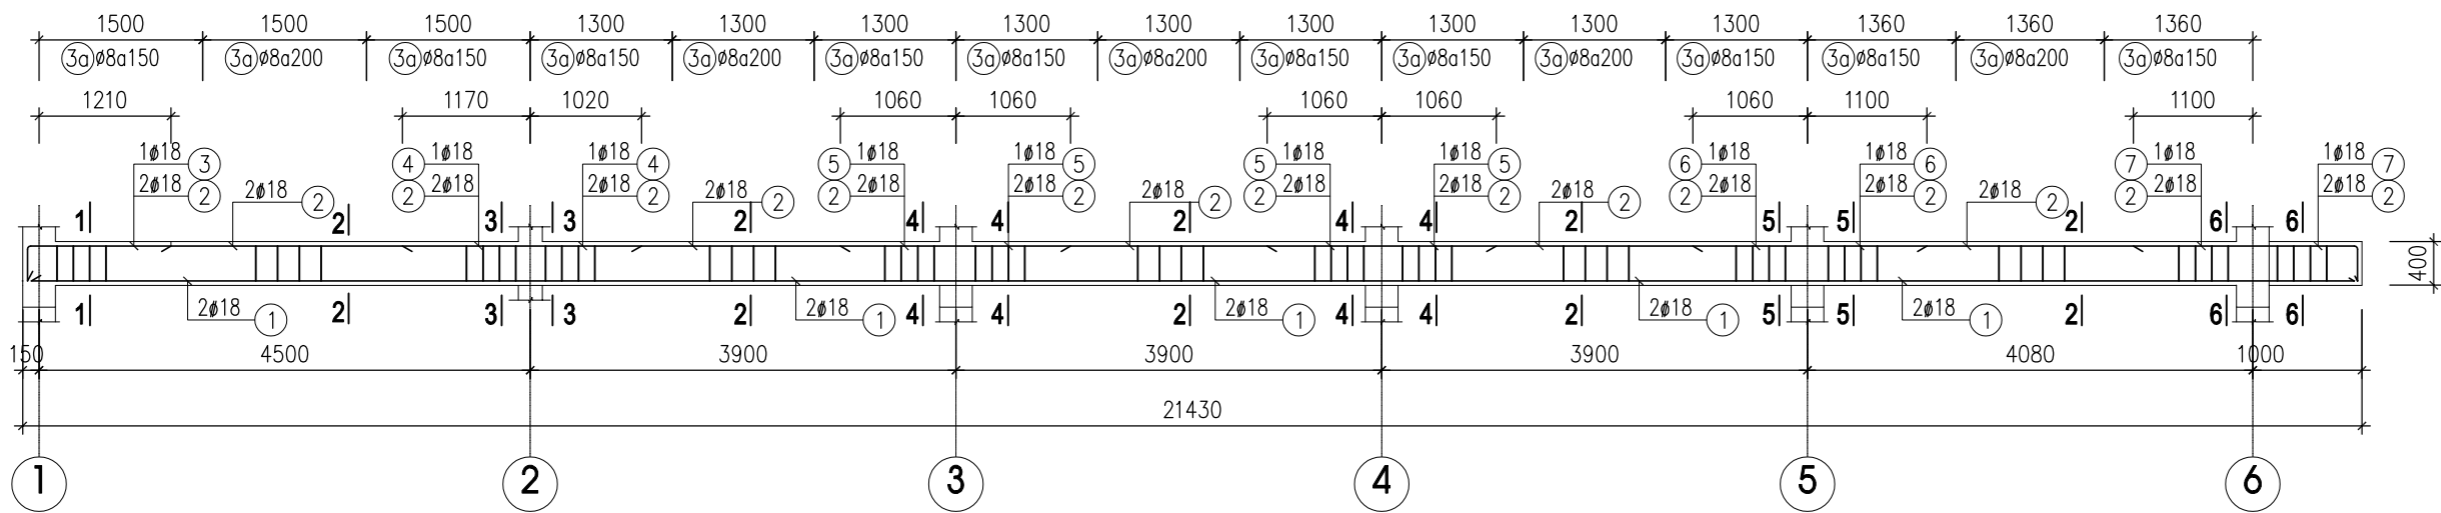 1500 1500 1500 1300 1300 1300 1300 1300 1300 1300 1300 1300 1360 1360 1360
3a ø8a150 3a ø8a200 3a ø8a150 3a ø8a150 3a ø8a200 3a ø8a150 3a ø8a150 3a ø8a200 3a ø8a150 3a ø8a150 3a ø8a200 3a ø8a150 3a ø8a150 3a ø8a200 3a ø8a150
1210 1170 1020 1060 1060 1060 1060 1060 1100 1100
1ø18 3 4 1ø18 1ø18 4 5 1ø18 1ø18 5 5 1ø18 1ø18 5 6 1ø18 1ø18 6 7 1ø18 1ø18 7
2ø18 2 2 2ø18 2ø18 2 2 2ø18 2ø18 2 2 2ø18 2ø18 2 2 2ø18 2ø18 2 2 2ø18 2ø18 2
2ø18 2 2ø18 2 2ø18 2 2ø18 2 2ø18 2
1 2 3 3 2 4 4 2 4 4 2 5 5 2 6 6
400
2ø18 1 2ø18 1 2ø18 1 2ø18 1 2ø18 1
1 2 3 3 2 4 4 2 4 4 2 5 5 2 6 6
150 4500 3900 3900 3900 4080 1000
21430
1 2 3 4 5 6